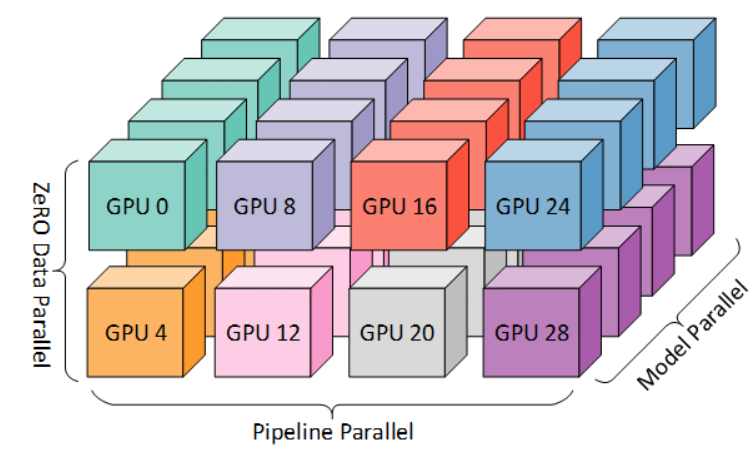 GPU 0
GPU 8
GPU 16
GPU 24
ZeRO Data Parallel
GPU 4
GPU 12
GPU 20
GPU 28
Model Parallel
Pipeline Parallel